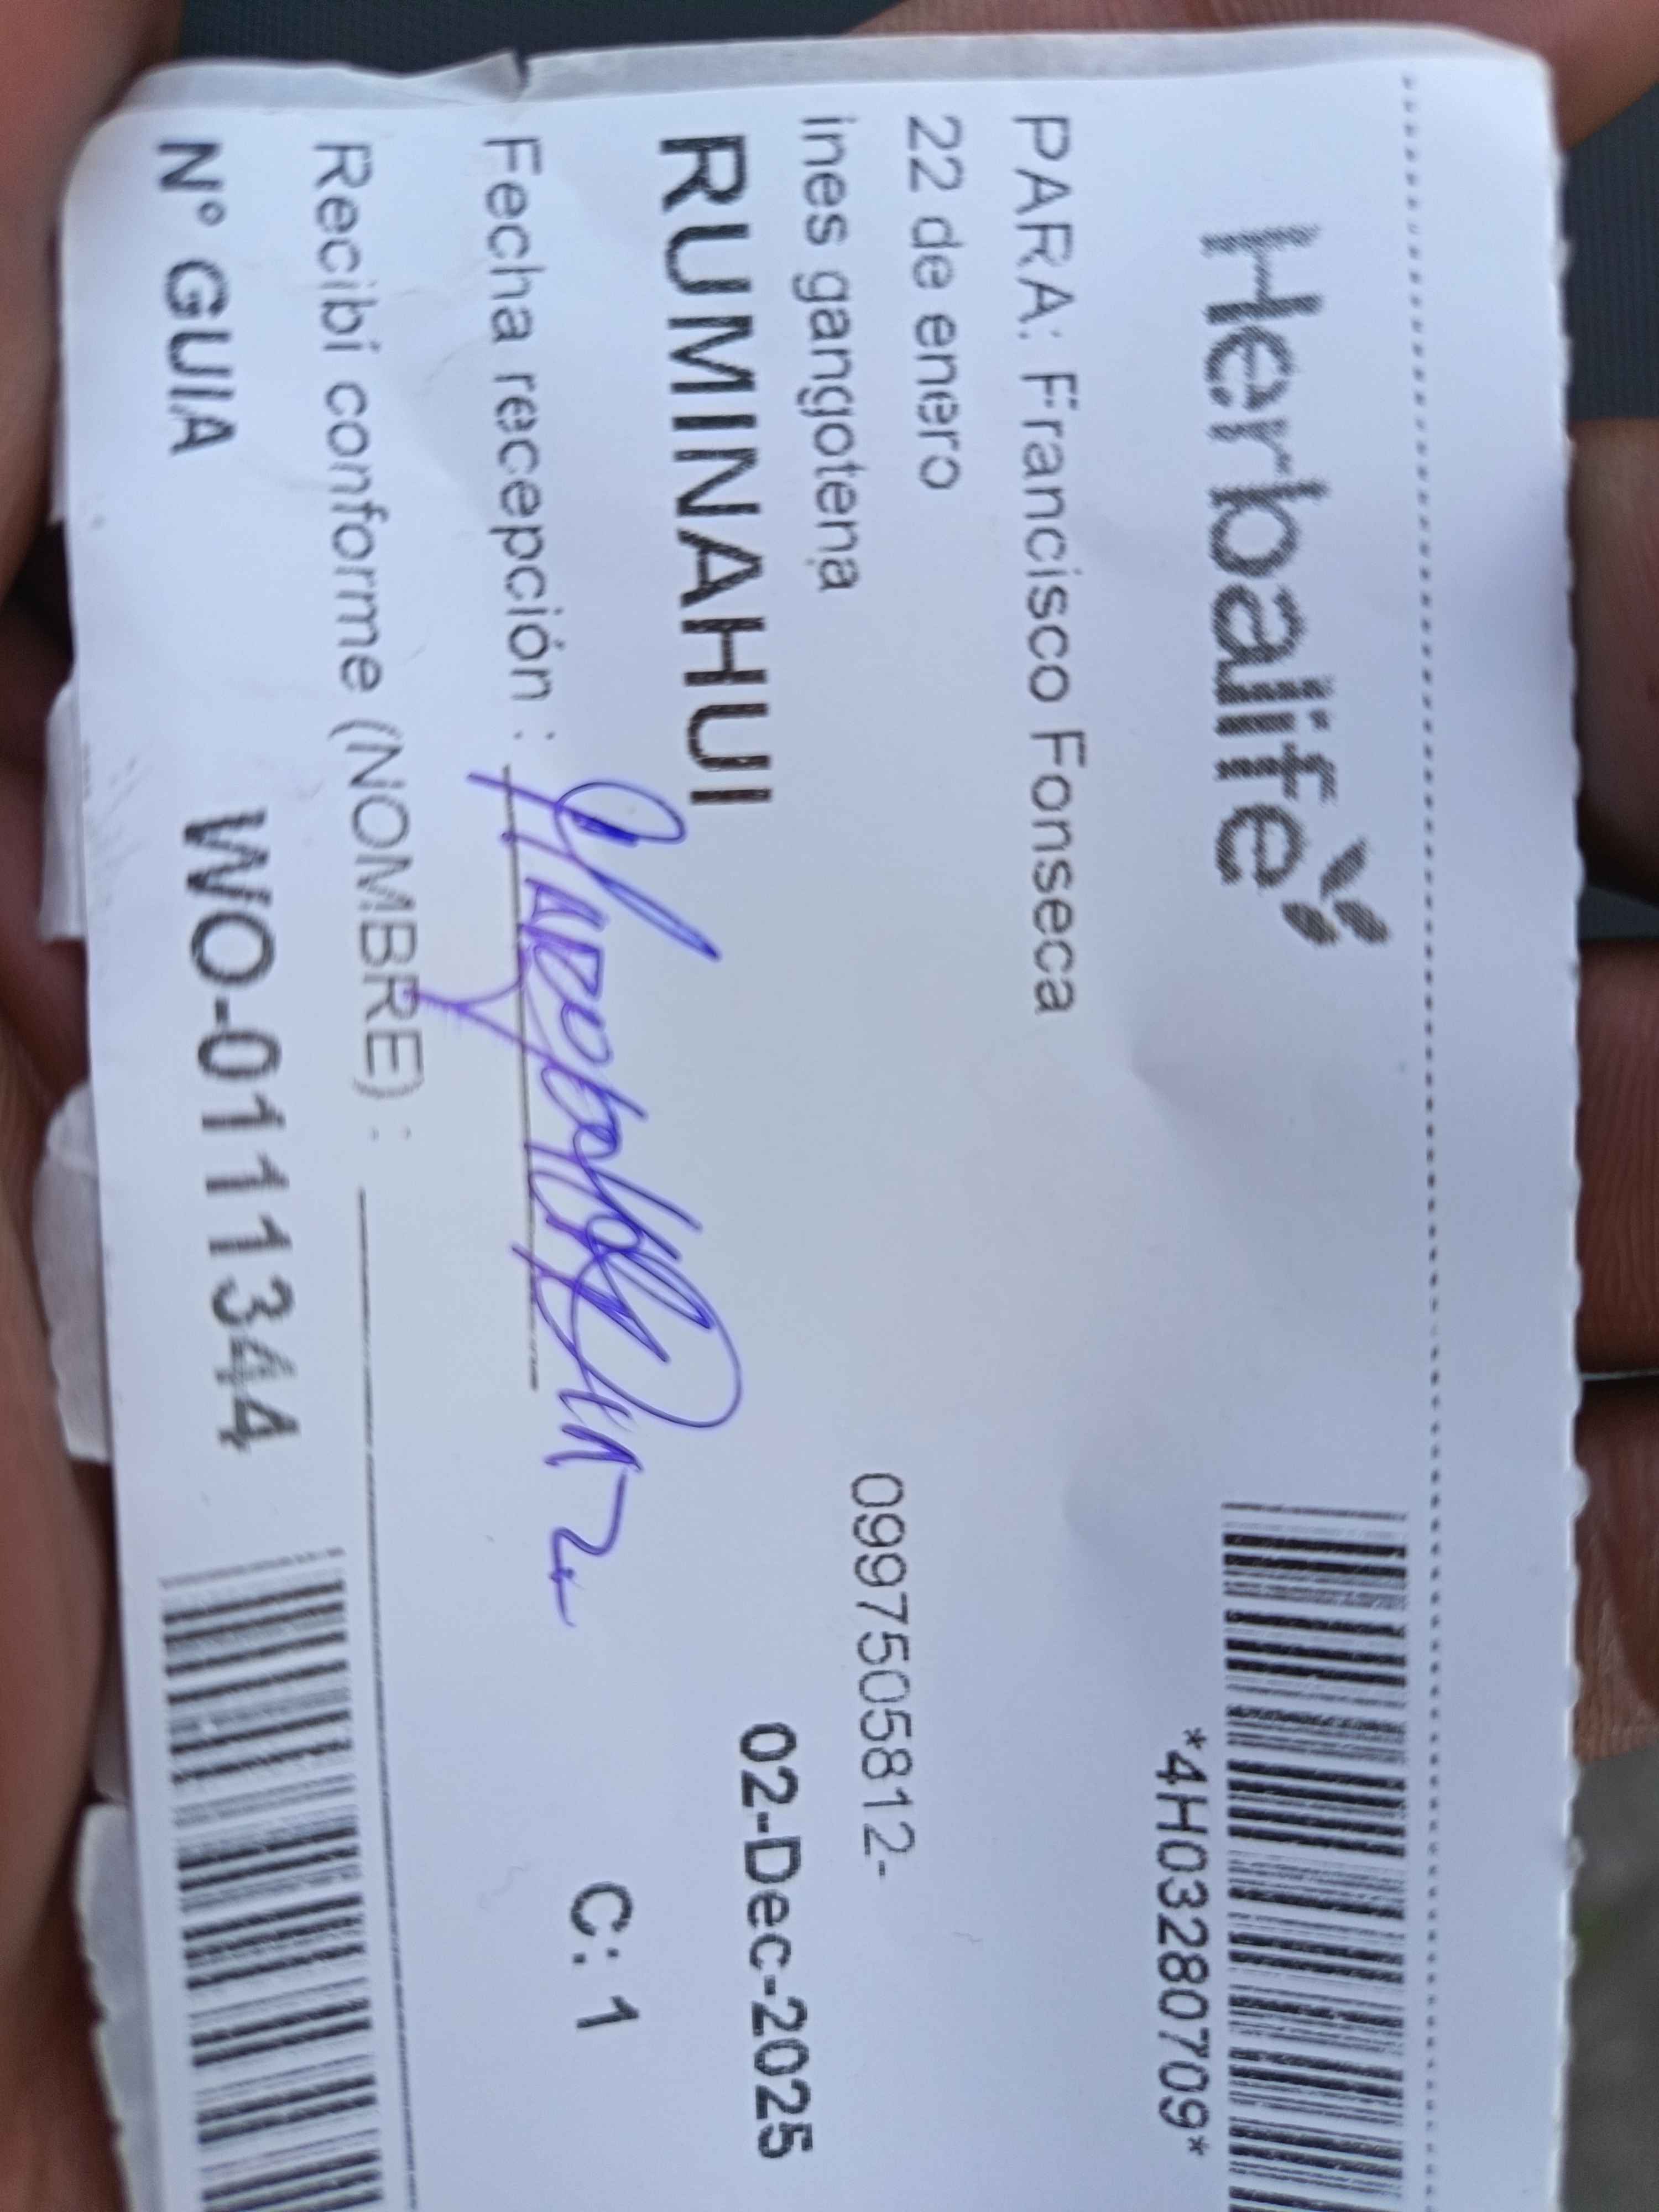 Herbalife
*4H03280709*
PARA: Francisco Fonseca
22 de enero
ines gangotena
0997505812-
RUMINAHUI
02-Dec-2025
Fecha recepción :
C: 1
Recibí conforme (NOMBRE) :
N° GUIA WO-0111344